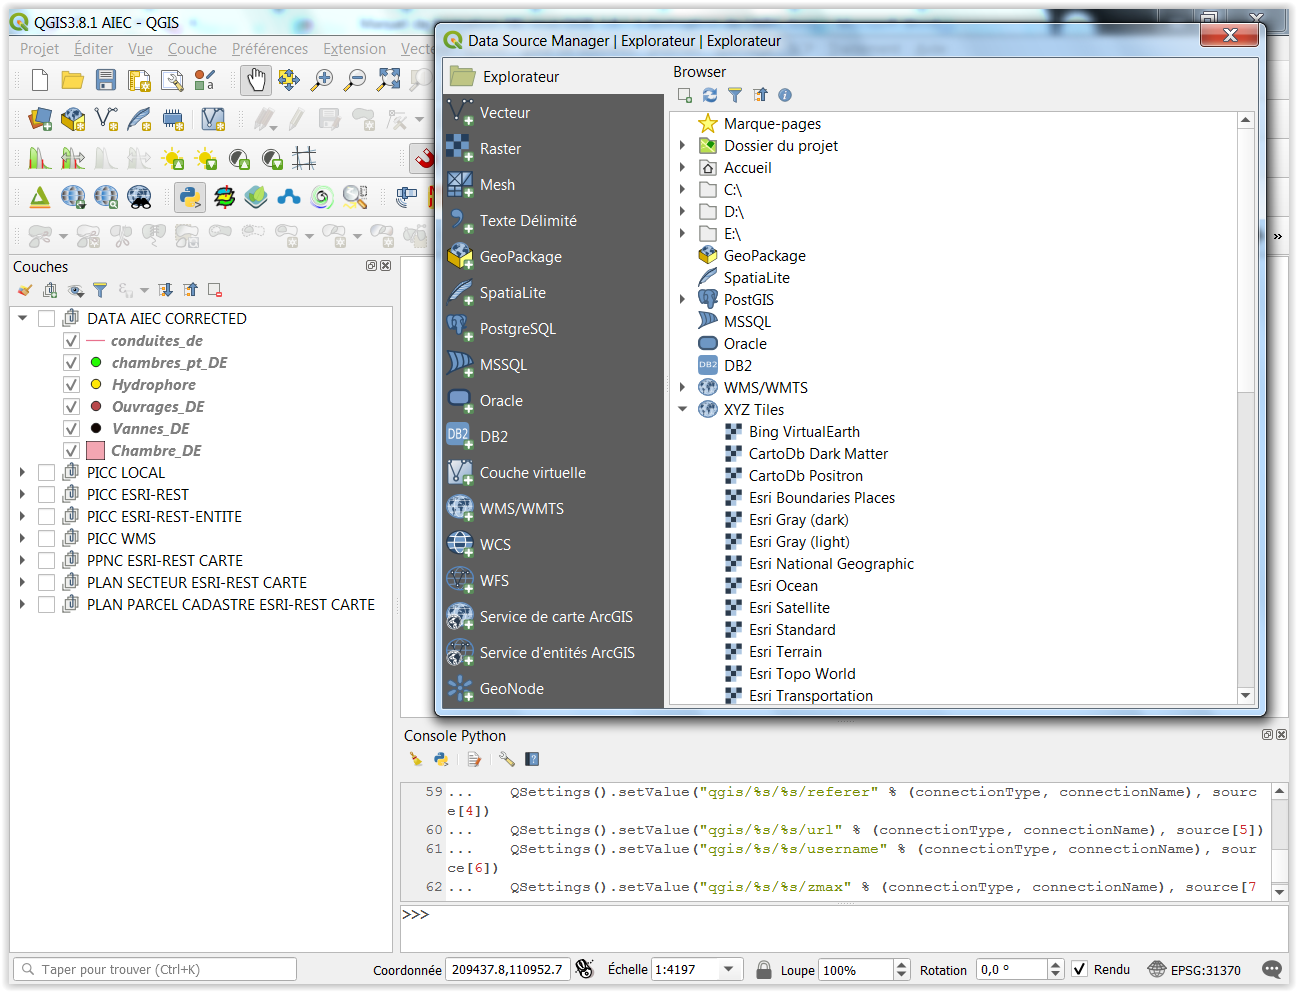 QGIS3.8.1 AIEC - QGIS
Projet Éditer Vue Couche Préférences Extension Vecte
Data Source Manager | Explorateur | Explorateur
Explorateur
Vecteur
Raster
Mesh
Texte Délimité
GeoPackage
SpatiaLite
PostgreSQL
MSSQL
Oracle
DB2
DB2
Couche virtuelle
WMS/WMTS
WCS
WFS
Service de carte ArcGIS
Service d'entités ArcGIS
GeoNode
Browser
Marque-pages
Dossier du projet
Accueil
C:\
D:\
E:\
GeoPackage
SpatiaLite
PostGIS
MSSQL
Oracle
DB2 DB2
WMS/WMTS
XYZ Tiles
Bing VirtualEarth
CartoDb Dark Matter
CartoDb Positron
Esri Boundaries Places
Esri Gray (dark)
Esri Gray (light)
Esri National Geographic
Esri Ocean
Esri Satellite
Esri Standard
Esri Terrain
Esri Topo World
Esri Transportation
»
Couches
DATA AIEC CORRECTED
conduites_de
chambres_pt_DE
Hydrophore
Ouvrages_DE
Vannes_DE
Chambre_DE
PICC LOCAL
PICC ESRI-REST
PICC ESRI-REST-ENTITE
PICC WMS
PPNC ESRI-REST CARTE
PLAN SECTEUR ESRI-REST CARTE
PLAN PARCEL CADASTRE ESRI-REST CARTE
Console Python
59 ... QSettings().setValue("qgis/%s/%s/referer" % (connectionType, connectionName), sourc
e[4])
60 ... QSettings().setValue("qgis/%s/%s/url" % (connectionType, connectionName), source[5])
61 ... QSettings().setValue("qgis/%s/%s/username" % (connectionType, connectionName), sour
ce[6])
62 ... QSettings().setValue("qgis/%s/%s/zmax" % (connectionType, connectionName), source[7
>>>
Taper pour trouver (Ctrl+K)
Coordonnée 209437.8,110952.7 Échelle 1:4197 Loupe 100% Rotation 0,0 ° Rendu EPSG:31370